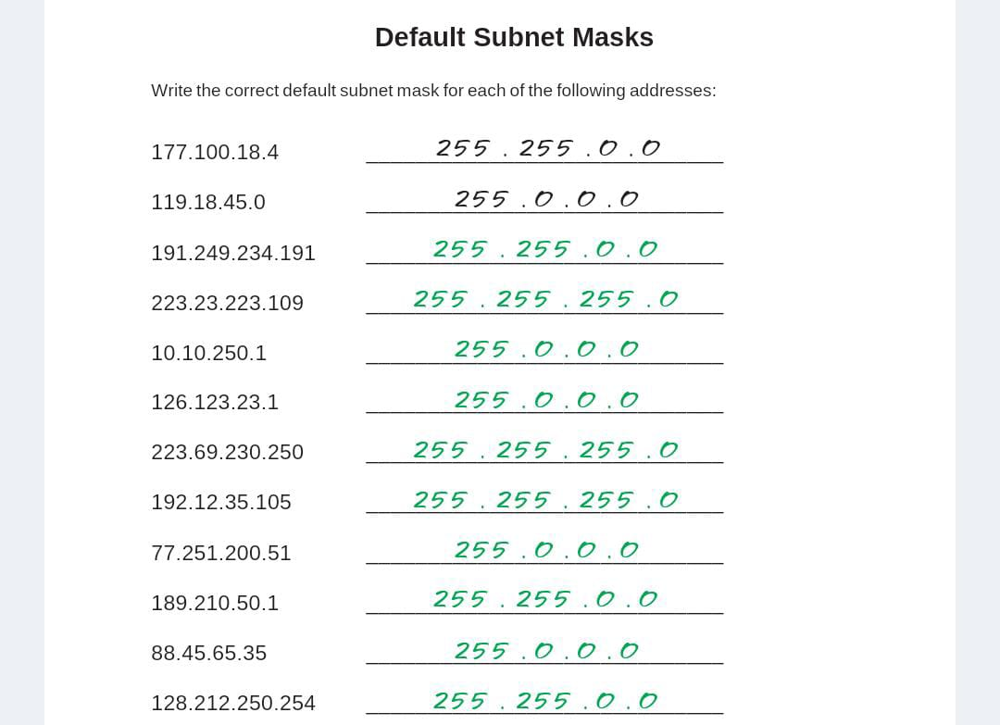 Default Subnet Masks
Write the correct default subnet mask for each of the following addresses:
177.100.18.4 255 . 255 . 0 . 0
119.18.45.0 255 . 0 . 0 . 0
191.249.234.191 255 . 255 . 0 . 0
223.23.223.109 255 . 255 . 255 . 0
10.10.250.1 255 . 0 . 0 . 0
126.123.23.1 255 . 0 . 0 . 0
223.69.230.250 255 . 255 . 255 . 0
192.12.35.105 255 . 255 . 255 . 0
77.251.200.51 255 . 0 . 0 . 0
189.210.50.1 255 . 255 . 0 . 0
88.45.65.35 255 . 0 . 0 . 0
128.212.250.254 255 . 255 . 0 . 0